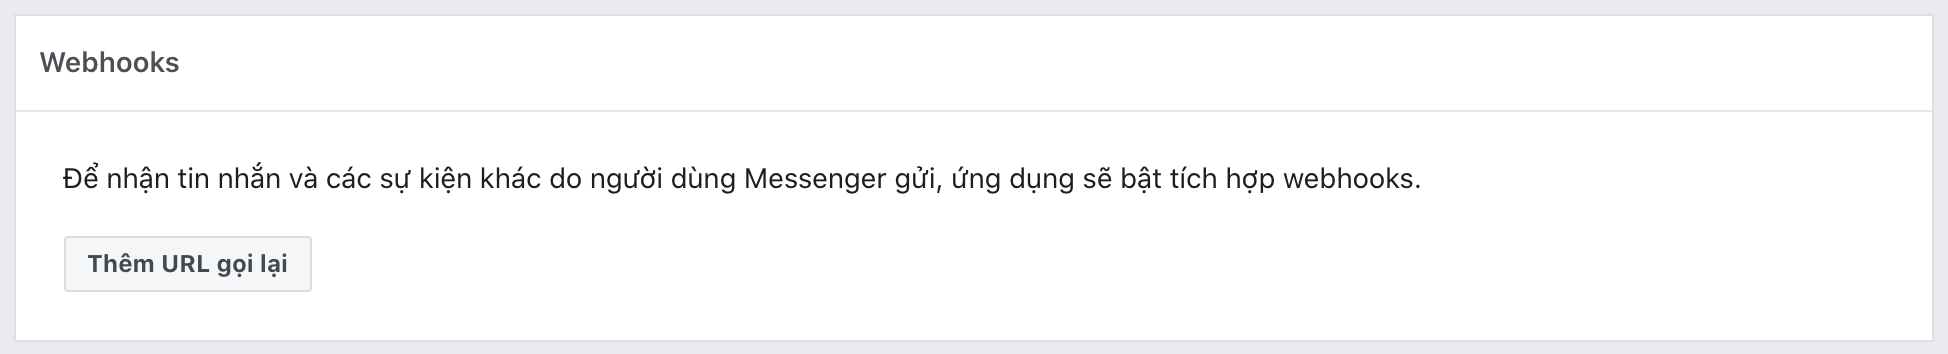 Webhooks
Để nhận tin nhắn và các sự kiện khác do người dùng Messenger gửi, ứng dụng sẽ bật tích hợp webhooks.
Thêm URL gọi lại